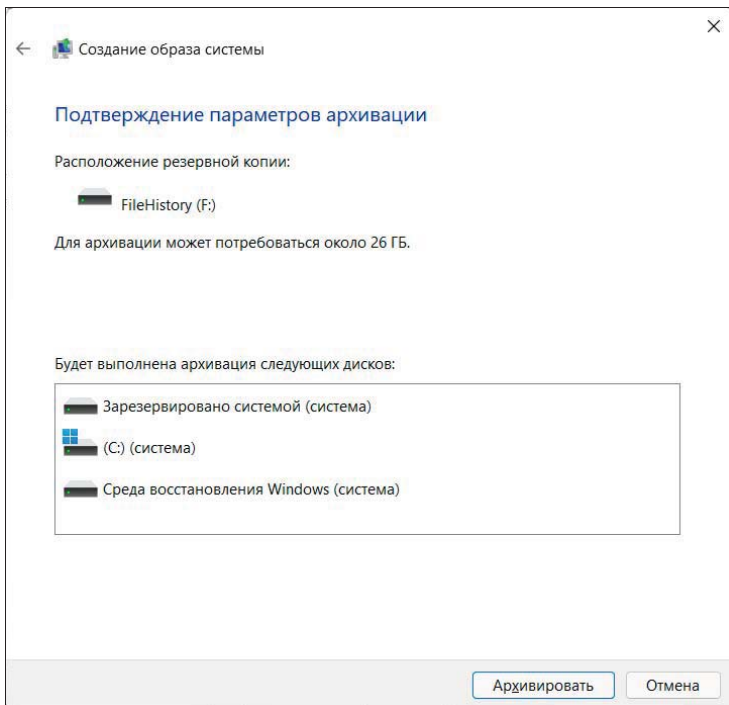 Создание образа системы
Подтверждение параметров архивации
Расположение резервной копии:
FileHistory (F:)
Для архивации может потребоваться около 26 ГБ.
Будет выполнена архивация следующих дисков:
Зарезервировано системой (система)
(C:) (система)
Среда восстановления Windows (система)
Архивировать Отмена